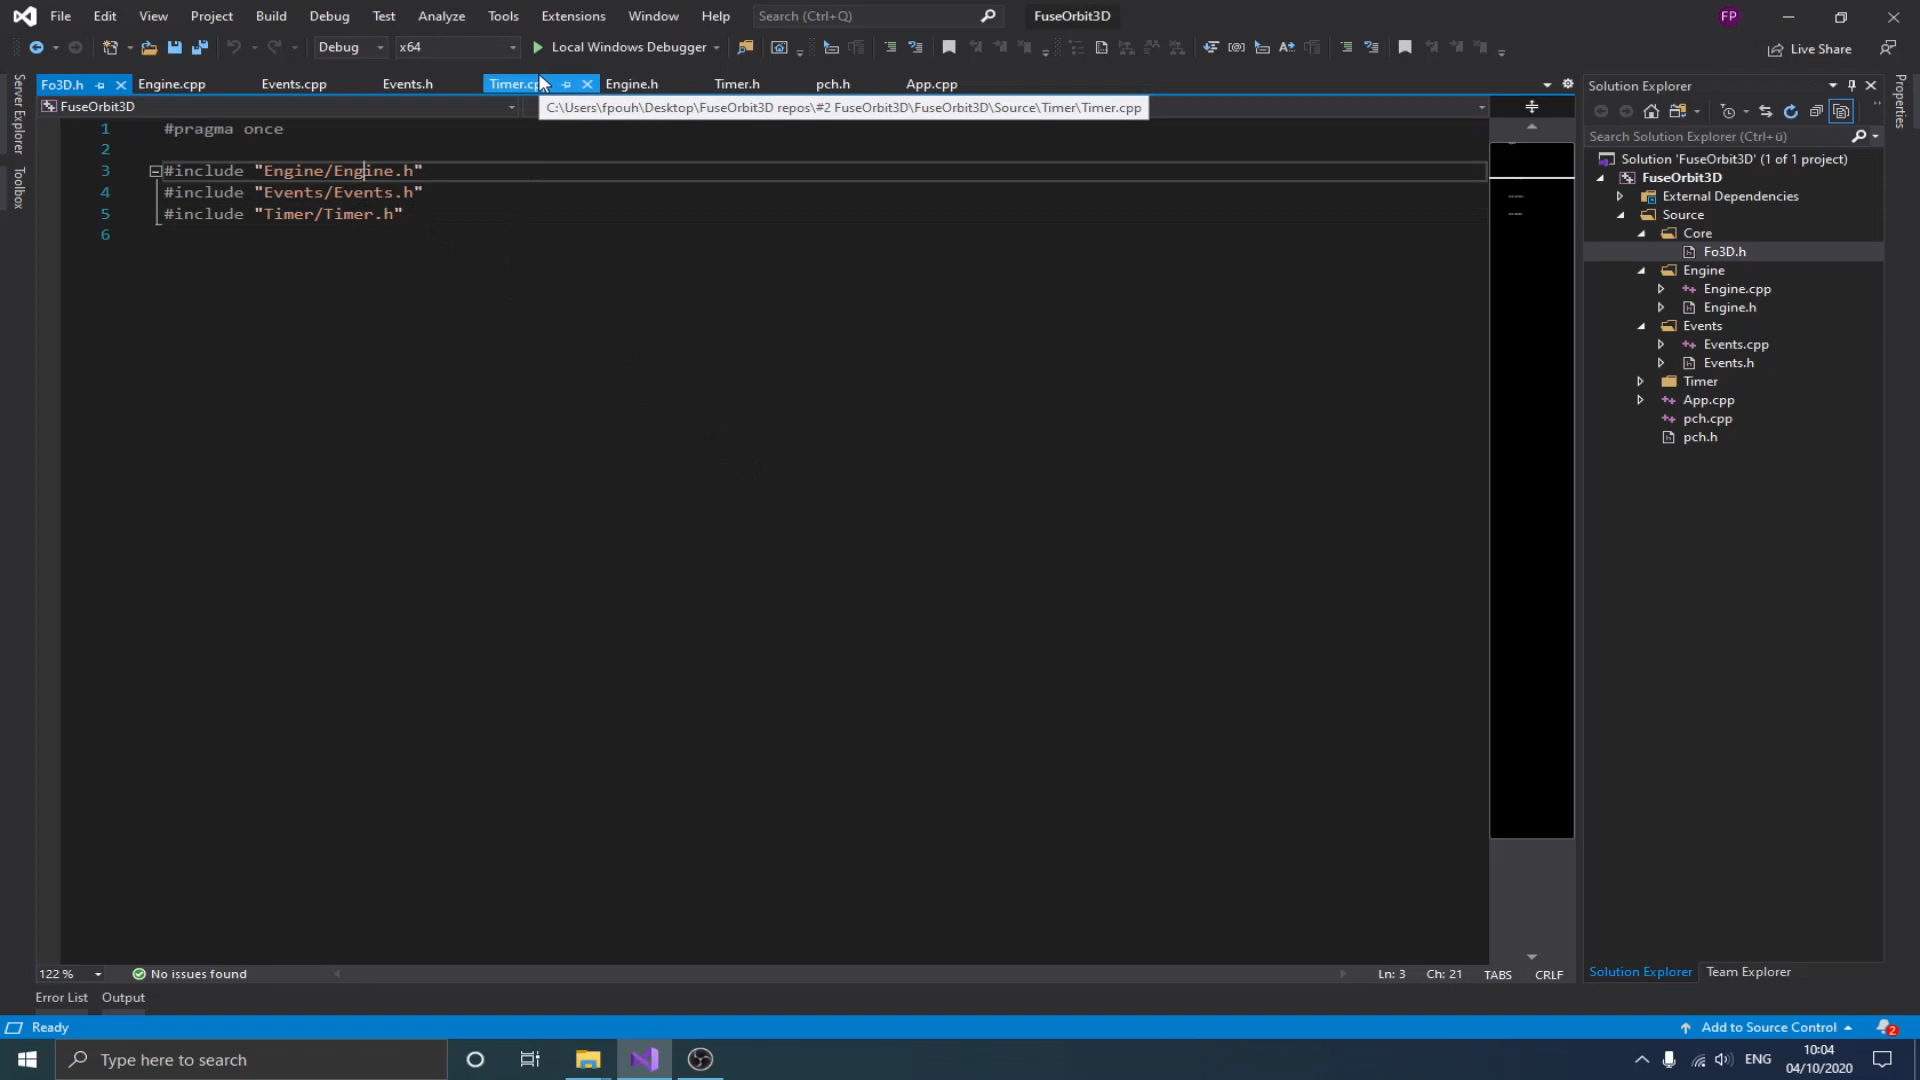 File Edit View Project Build Debug Test Analyze Tools Extensions Window Help Search (Ctrl+Q) FuseOrbit3D FP
Debug x64 Local Windows Debugger Live Share
Fo3D.h Engine.cpp Events.cpp Events.h Timer.cp Engine.h Timer.h pch.h App.cpp
FuseOrbit3D
C:\Users\fpouh\Desktop\FuseOrbit3D repos\#2 FuseOrbit3D\FuseOrbit3D\Source\Timer\Timer.cpp
Server Explorer
Toolbox
1 #pragma once
2
3 #include "Engine/Engine.h"
4 #include "Events/Events.h"
5 #include "Timer/Timer.h"
6
Solution Explorer
Search Solution Explorer (Ctrl+ü)
Solution 'FuseOrbit3D' (1 of 1 project)
FuseOrbit3D
External Dependencies
Source
Core
Fo3D.h
Engine
Engine.cpp
Engine.h
Events
Events.cpp
Events.h
Timer
App.cpp
pch.cpp
pch.h
Properties
122 % No issues found Ln: 3 Ch: 21 TABS CRLF
Solution Explorer Team Explorer
Error List Output
Ready Add to Source Control 2
Type here to search ENG 10:04
04/10/2020